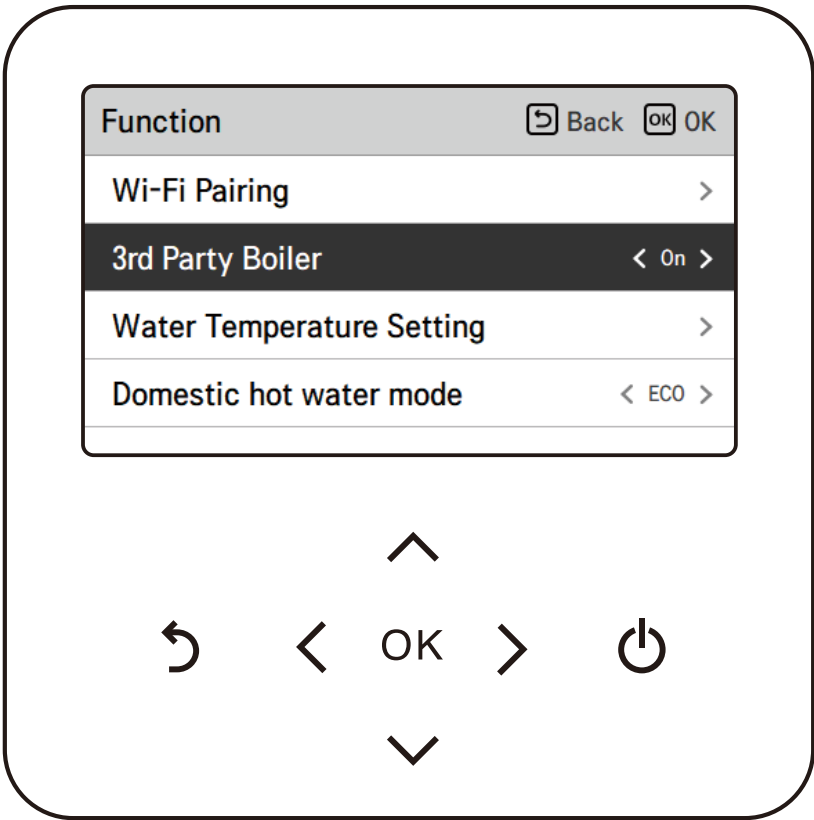 Function Back OK OK
Wi-Fi Pairing
3rd Party Boiler < On >
Water Temperature Setting
Domestic hot water mode < ECO >
OK